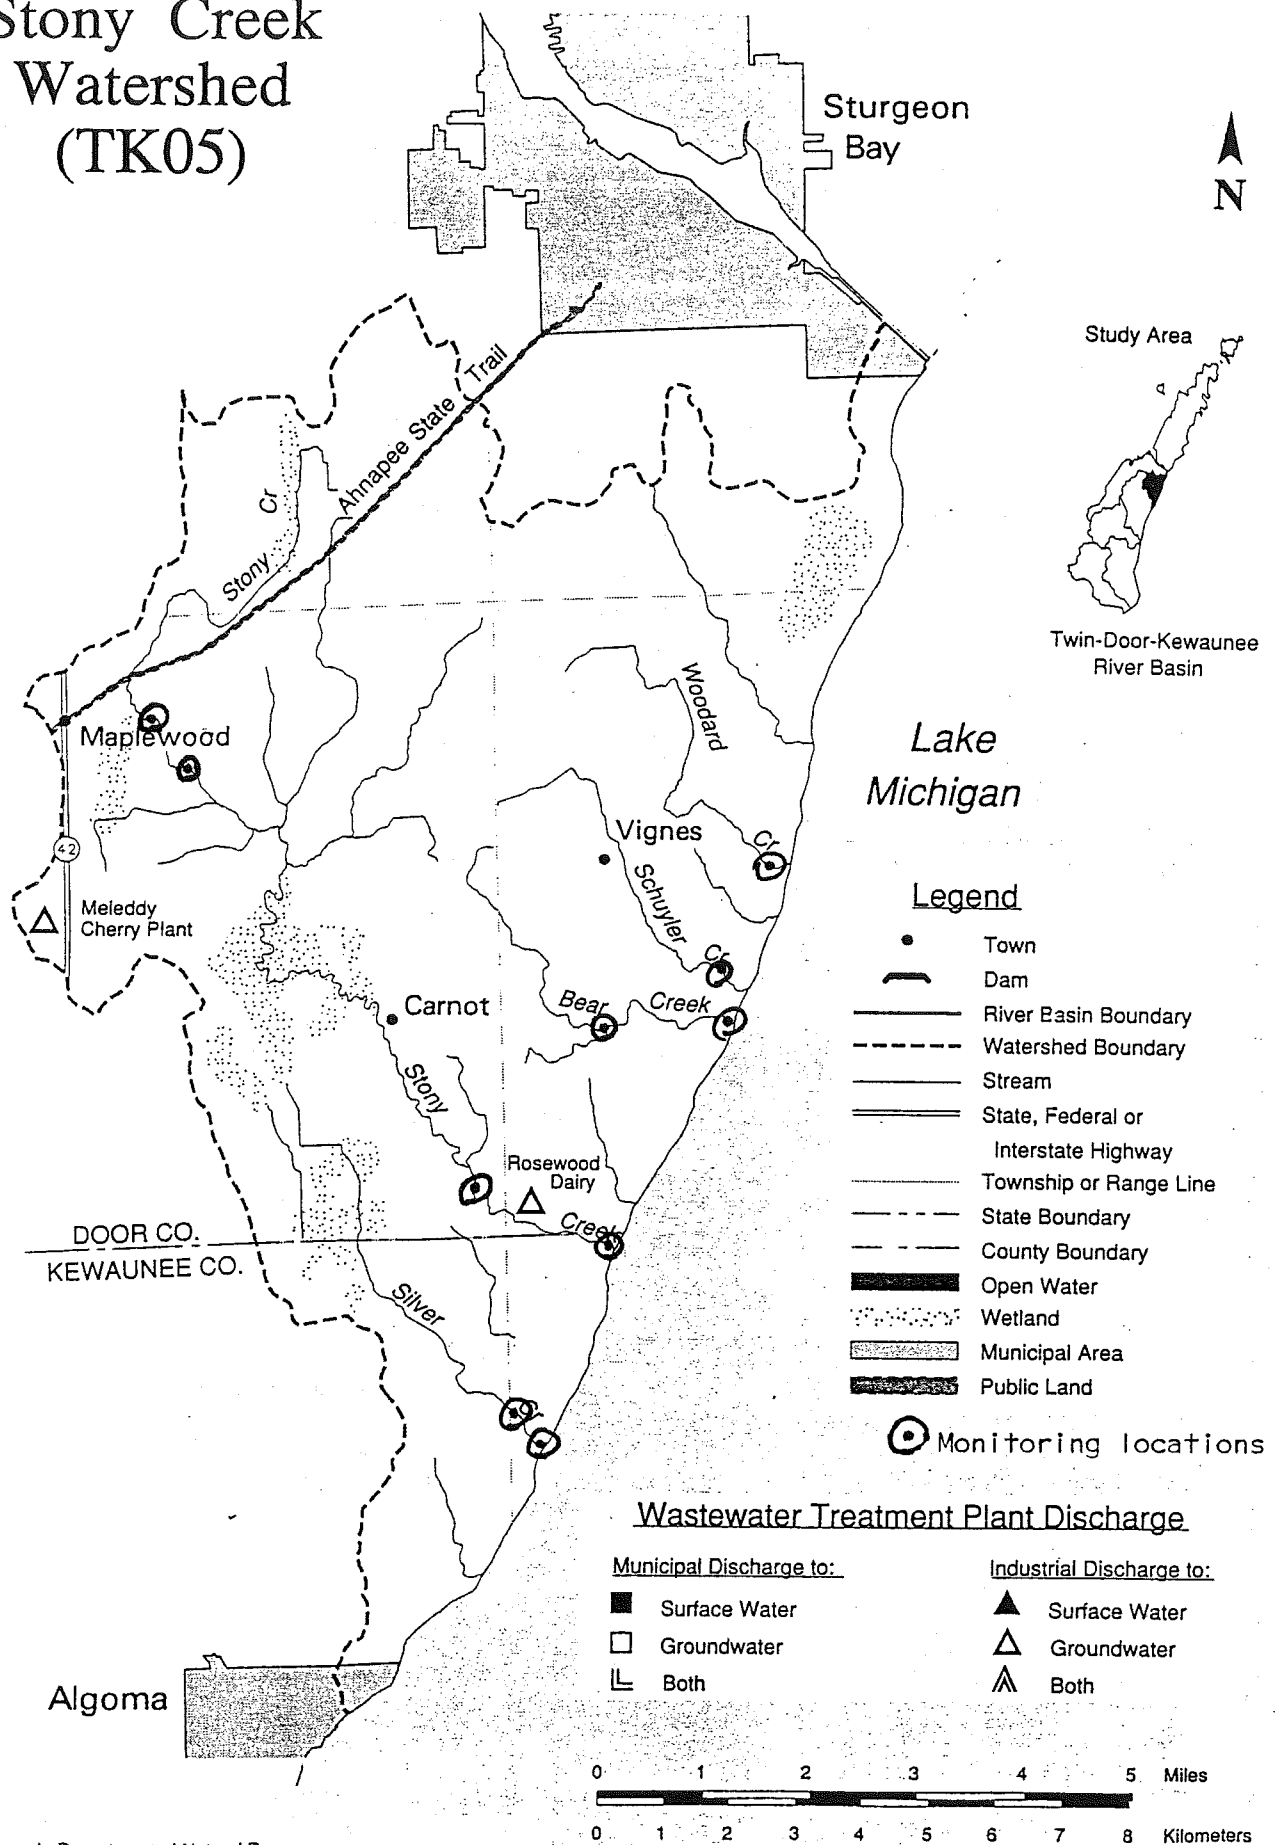 Stony Creek
Watershed
(TK05)
Sturgeon
Bay
N
Study Area
Twin-Door-Kewaunee
River Basin
Ahnapee State Trail
Stony Cr
Maplewood
42
Meleddy
Cherry Plant
Woodard
Cr
Lake
Michigan
Vignes
Schuyler
Cr
Bear Creek
Carnot
Stony
Rosewood
Dairy
Creek
DOOR CO.
KEWAUNEE CO.
Silver
Cr
Algoma
Legend
Town
Dam
River Basin Boundary
Watershed Boundary
Stream
State, Federal or
Interstate Highway
Township or Range Line
State Boundary
County Boundary
Open Water
Wetland
Municipal Area
Public Land
Monitoring locations
Wastewater Treatment Plant Discharge
Municipal Discharge to:
Surface Water
Groundwater
Both
Industrial Discharge to:
Surface Water
Groundwater
Both
0 1 2 3 4 5 Miles
0 1 2 3 4 5 6 7 8 Kilometers